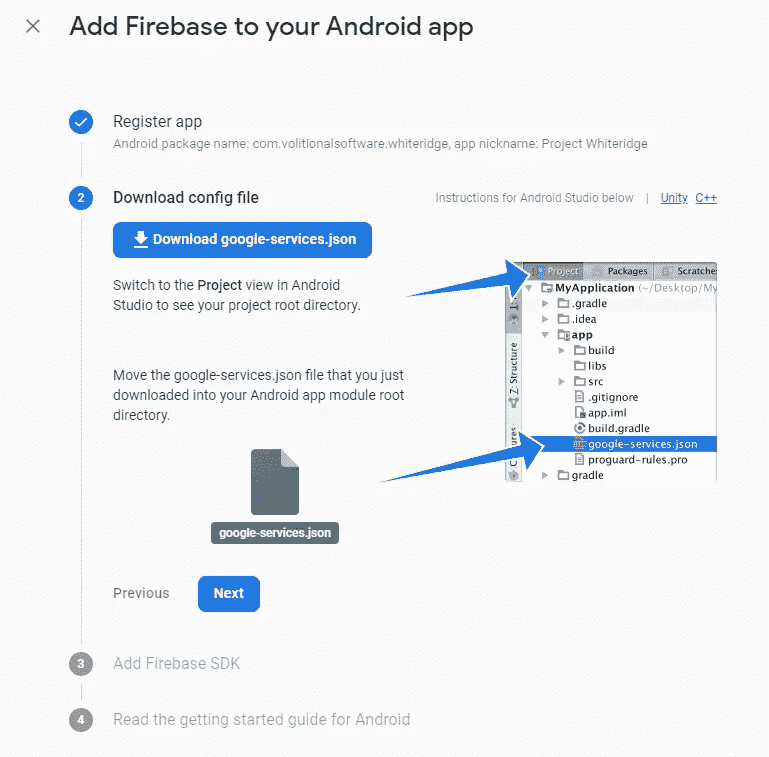 Add Firebase to your Android app
Register app
Android package name: com.volitionalsoftware.whiteridge, app nickname: Project Whiteridge
2
Download config file
Instructions for Android Studio below | Unity C++
Download google-services.json
Switch to the Project view in Android
Studio to see your project root directory.
Move the google-services.json file that you just
downloaded into your Android app module root
directory.
google-services.json
Project Packages Scratches
MyApplication (~/Desktop/My
.gradle
.idea
app
build
libs
src
.gitignore
app.iml
build.gradle
google-services.json
proguard-rules.pro
gradle
Z: Structure
Previous
Next
3
Add Firebase SDK
4
Read the getting started guide for Android